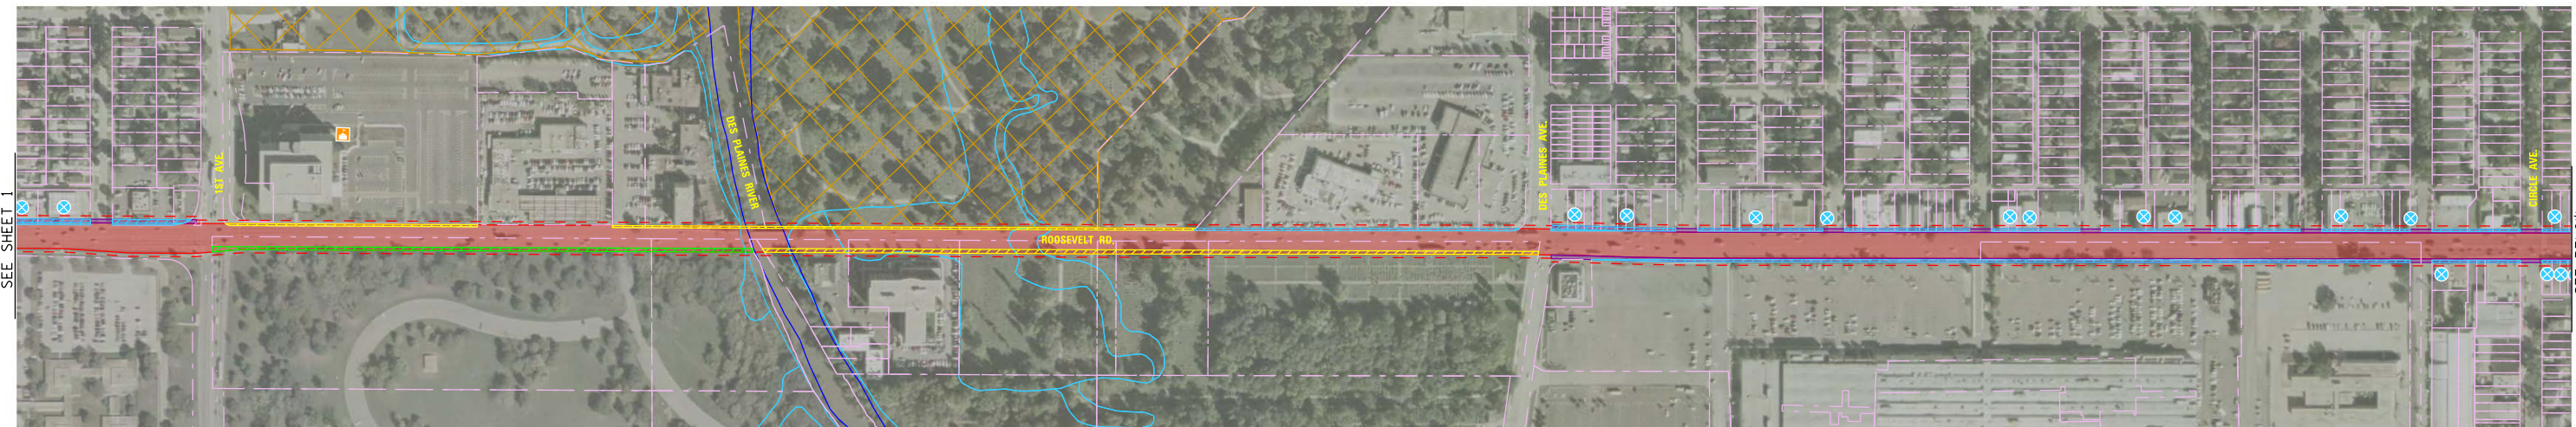 SEE SHEET 1
1ST AVE.
DES PLAINES RIVER
ROOSEVELT RD.
DES PLAINES AVE.
CIRCLE AVE.